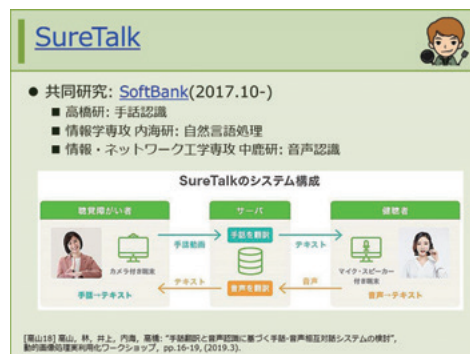 SureTalk
● 共同研究: SoftBank(2017.10-)
■ 高橋研: 手話認識
■ 情報学専攻 内海研: 自然言語処理
■ 情報・ネットワーク工学専攻 中鹿研: 音声認識
SureTalkのシステム構成
聴覚障がい者 サーバ 健聴者
手話を翻訳
手話動画 テキスト
カメラ付き端末 マイク・スピーカー
付き端末
テキスト 音声
手話→テキスト 音声を翻訳 音声→テキスト
[高山18] 高山, 林, 井上, 内海, 高橋: "手話翻訳と音声認識に基づく手話-音声相互対話システムの検討",
動的画像処理実利用化ワークショップ, pp.16-19, (2019.3).